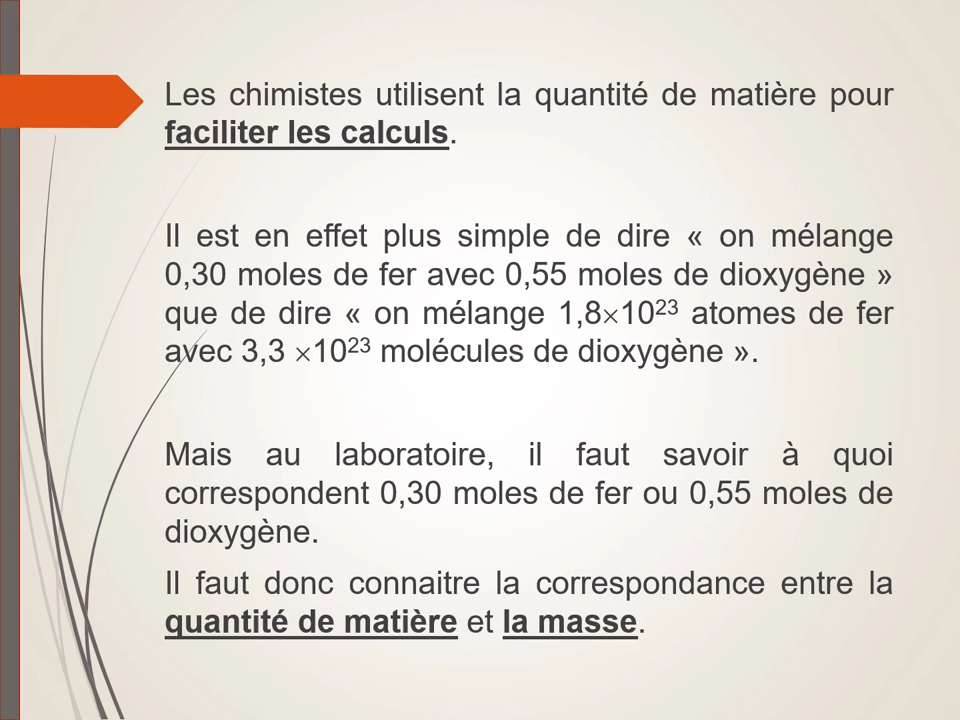 Les chimistes utilisent la quantité de matière pour
faciliter les calculs.
Il est en effet plus simple de dire « on mélange
0,30 moles de fer avec 0,55 moles de dioxygène »
que de dire « on mélange 1,8×10²³ atomes de fer
avec 3,3 ×10²³ molécules de dioxygène ».
Mais au laboratoire, il faut savoir à quoi
correspondent 0,30 moles de fer ou 0,55 moles de
dioxygène.
Il faut donc connaitre la correspondance entre la
quantité de matière et la masse.